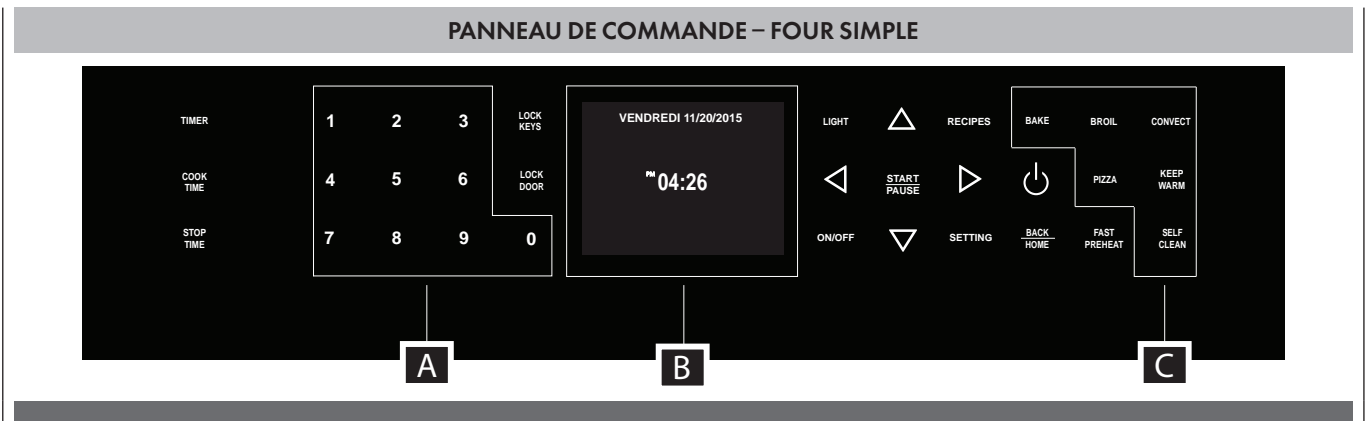 PANNEAU DE COMMANDE – FOUR SIMPLE
TIMER
1 2 3
LOCK
KEYS
VENDREDI 11/20/2015
LIGHT
RECIPES
BAKE
BROIL
CONVECT
COOK
TIME
4 5 6
LOCK
DOOR
PM 04:26
START
PAUSE
PIZZA
KEEP
WARM
STOP
TIME
7 8 9 0
ON/OFF
SETTING
BACK
HOME
FAST
PREHEAT
SELF
CLEAN
A
B
C